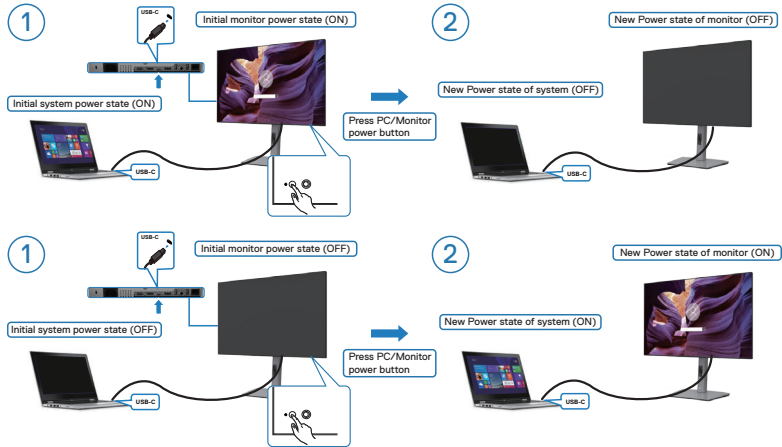 1
USB-C
Initial monitor power state (ON)
2
New Power state of monitor (OFF)
Initial system power state (ON)
New Power state of system (OFF)
Press PC/Monitor
power button
USB-C
USB-C
1
USB-C
Initial monitor power state (OFF)
2
New Power state of monitor (ON)
Initial system power state (OFF)
New Power state of system (ON)
Press PC/Monitor
power button
USB-C
USB-C